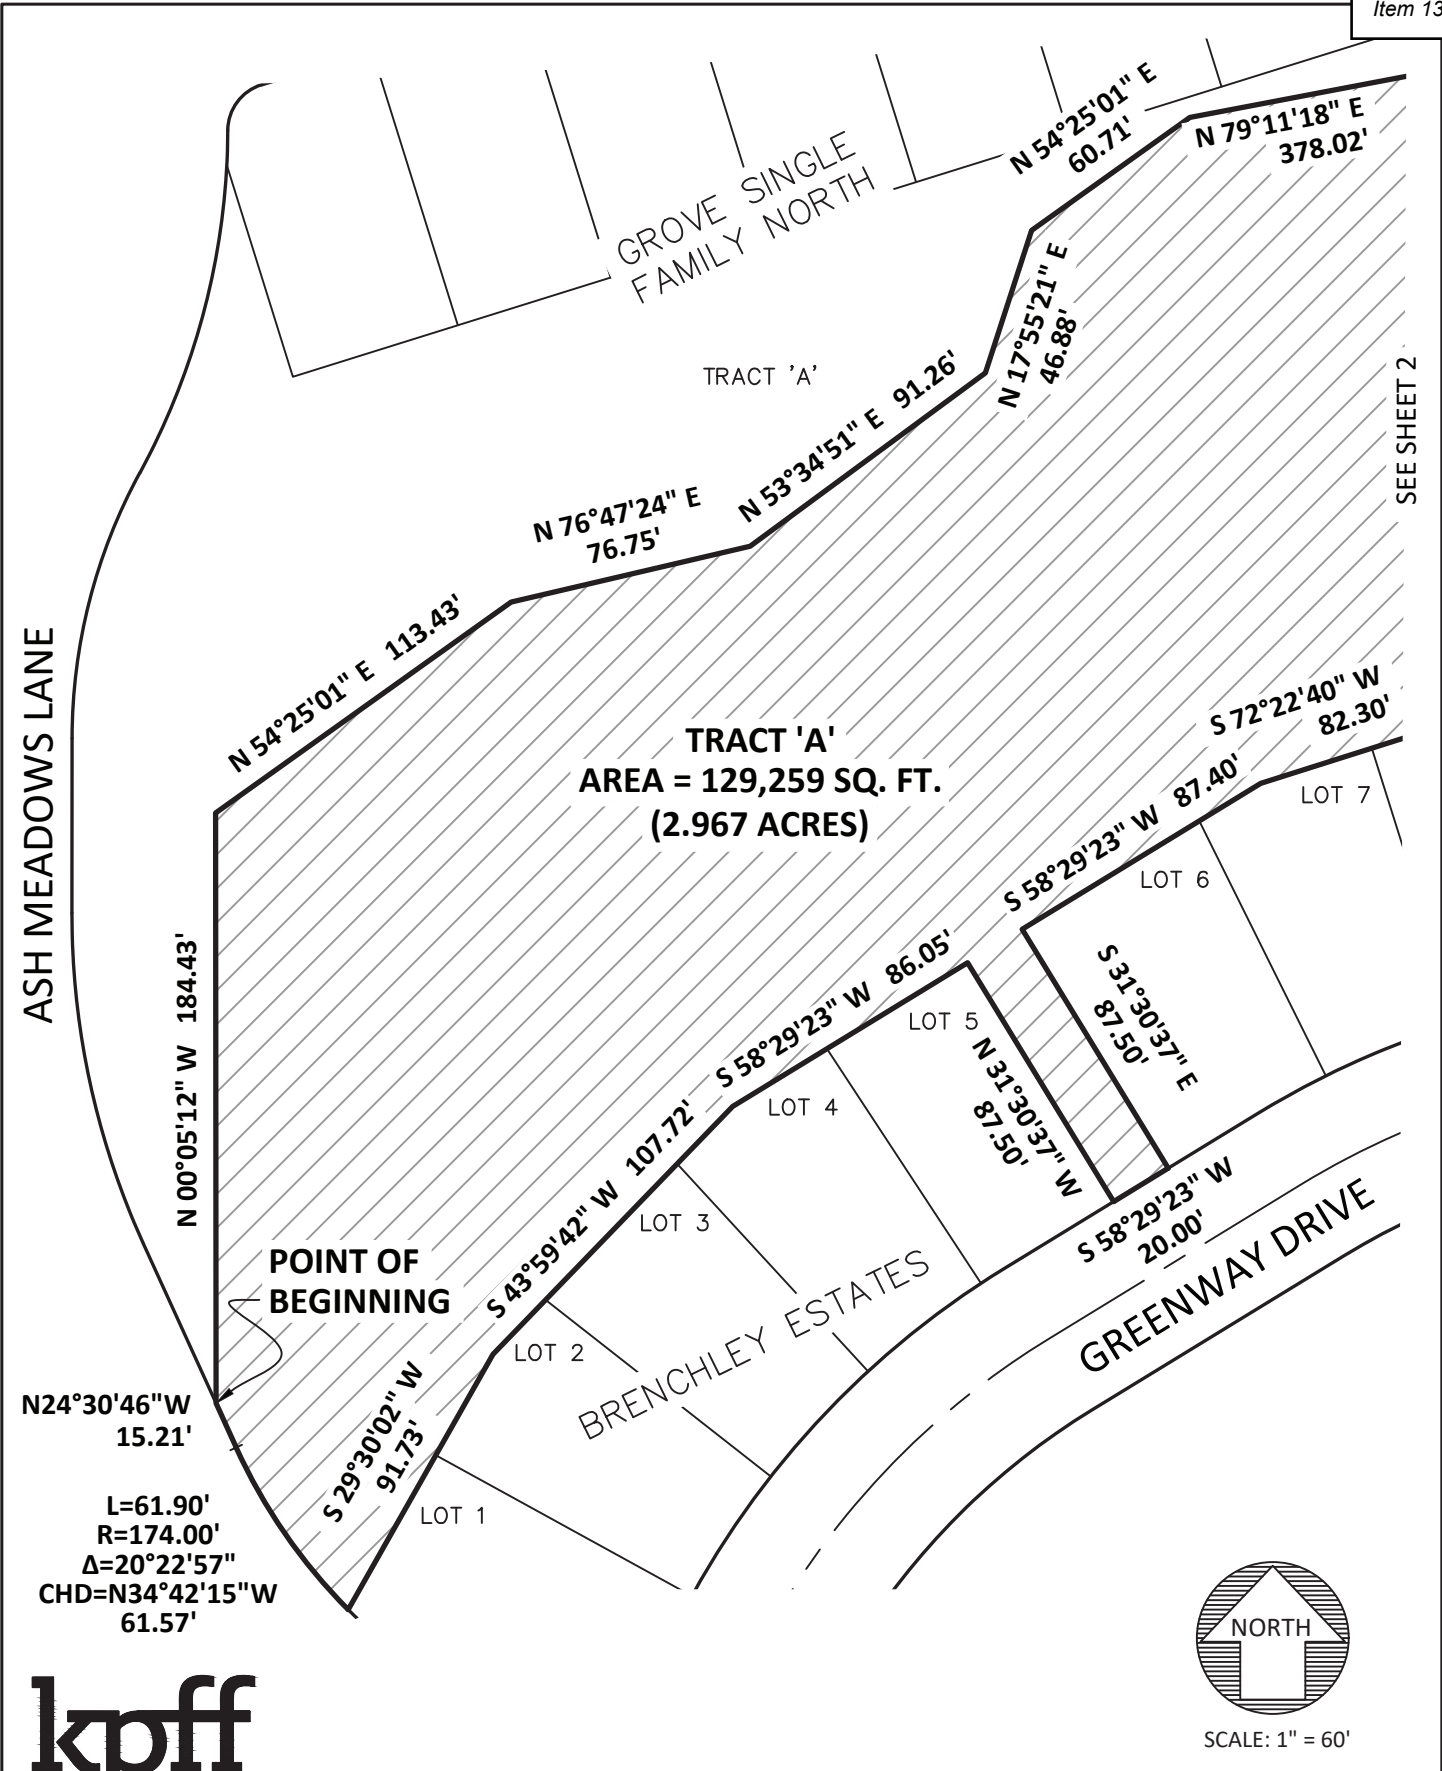 Item 13
N 54°25'01" E
60.71'
N 79°11'18" E
378.02'
GROVE SINGLE
FAMILY NORTH
N 17°55'21" E
46.88'
TRACT 'A'
N 53°34'51" E 91.26'
SEE SHEET 2
N 76°47'24" E
76.75'
N 54°25'01" E 113.43'
ASH MEADOWS LANE
TRACT 'A'
AREA = 129,259 SQ. FT.
(2.967 ACRES)
S 72°22'40" W
82.30'
S 58°29'23" W 87.40'
LOT 7
LOT 6
N 00°05'12" W 184.43'
S 58°29'23" W 86.05'
LOT 5
S 31°30'37" E
87.50'
N 31°30'37" W
87.50'
LOT 4
S 43°59'42" W 107.72'
LOT 3
S 58°29'23" W
20.00'
GREENWAY DRIVE
POINT OF
BEGINNING
BRENCHLEY ESTATES
LOT 2
N24°30'46"W
15.21'
S 29°30'02" W
91.73'
LOT 1
L=61.90'
R=174.00'
Δ=20°22'57"
CHD=N34°42'15"W
61.57'
NORTH
SCALE: 1" = 60'
kpff